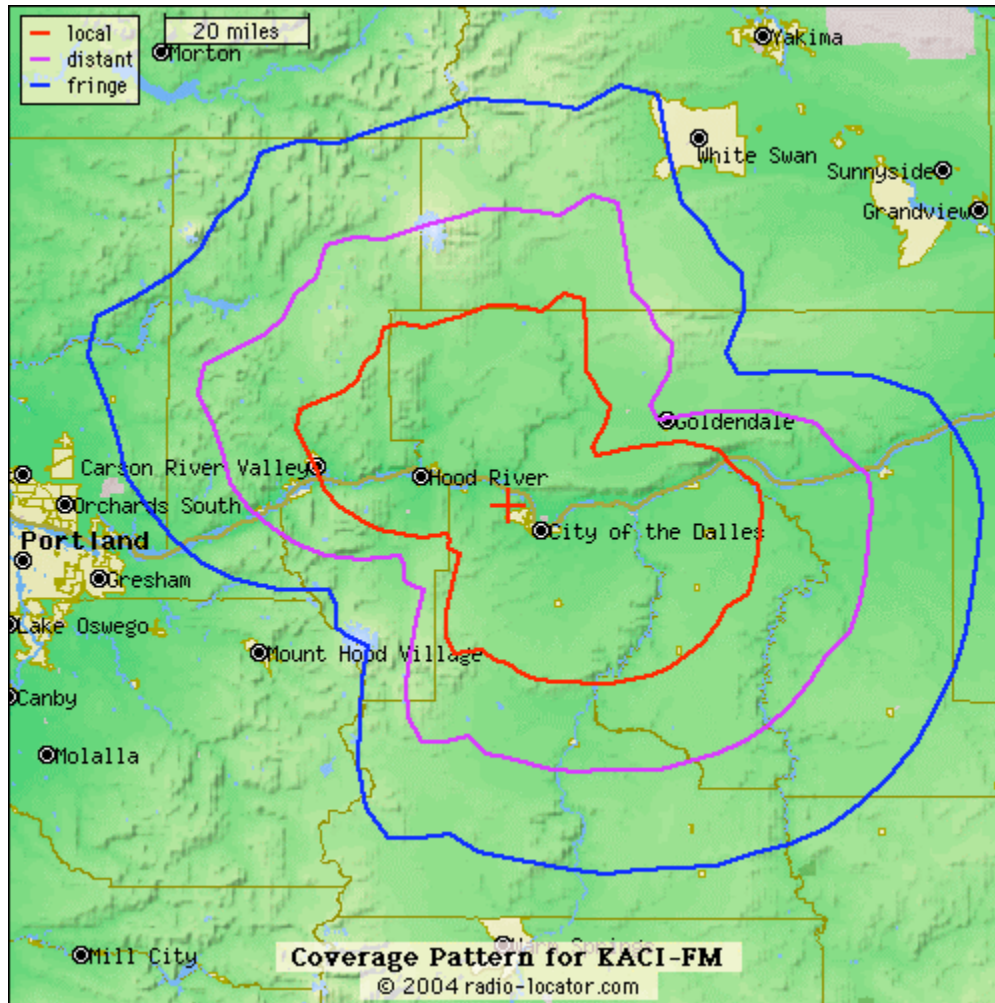 local
distant
fringe
20 miles
Morton
Yakima
White Swan
Sunnyside
Grandview
Goldendale
Carson River Valley
Hood River
Orchards South
City of the Dalles
Portland
Gresham
Lake Oswego
Mount Hood Village
Canby
Molalla
Warm Springs
Mill City
Coverage Pattern for KACI-FM
© 2004 radio-locator.com